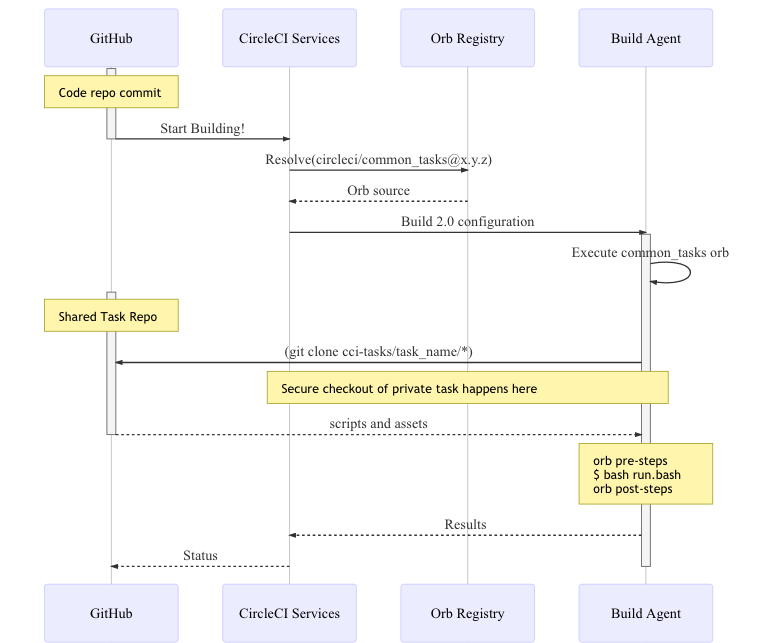 GitHub
CircleCI Services
Orb Registry
Build Agent
Code repo commit
Start Building!
Resolve(circleci/common_tasks@x.y.z)
Orb source
Build 2.0 configuration
Execute common_tasks orb
Shared Task Repo
(git clone cci-tasks/task_name/*)
Secure checkout of private task happens here
scripts and assets
orb pre-steps
$ bash run.bash
orb post-steps
Results
Status
GitHub
CircleCI Services
Orb Registry
Build Agent